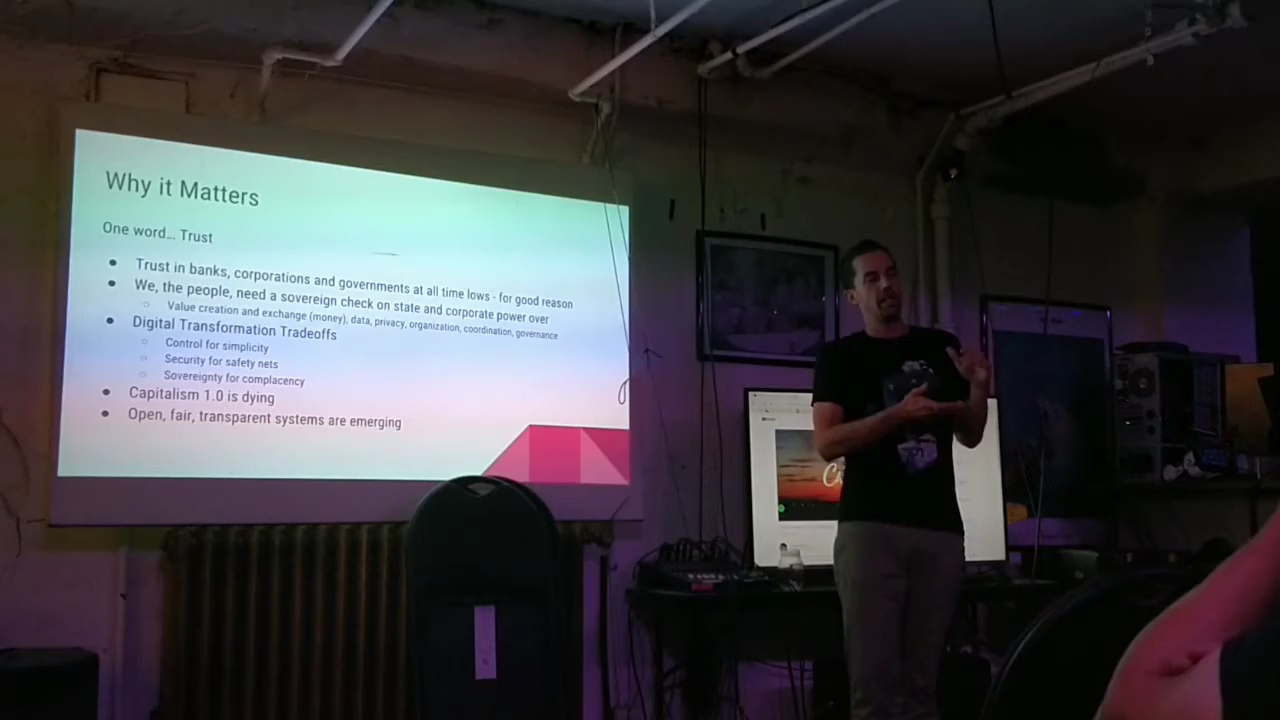 Why it Matters
One word... Trust
● Trust in banks, corporations and governments at all time lows - for good reason
● We, the people, need a sovereign check on state and corporate power over
○ Value creation and exchange (money), data, privacy, organization, coordination, governance
● Digital Transformation Tradeoffs
○ Control for simplicity
○ Security for safety nets
○ Sovereignty for complacency
● Capitalism 1.0 is dying
● Open, fair, transparent systems are emerging